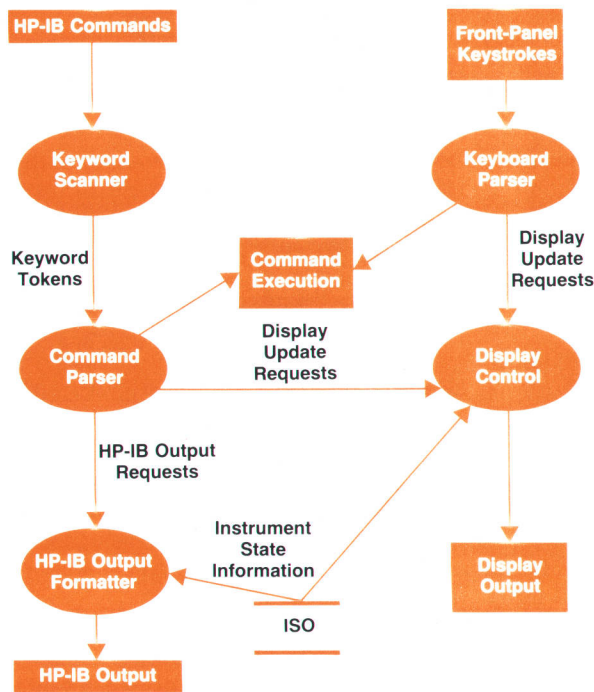 HP-IB Commands
Front-Panel
Keystrokes
Keyword
Scanner
Keyboard
Parser
Keyword
Tokens
Command
Execution
Display
Update
Requests
Command
Parser
Display
Update
Requests
Display
Control
HP-IB Output
Requests
Instrument
State
Information
HP-IB Output
Formatter
Display
Output
ISO
HP-IB Output